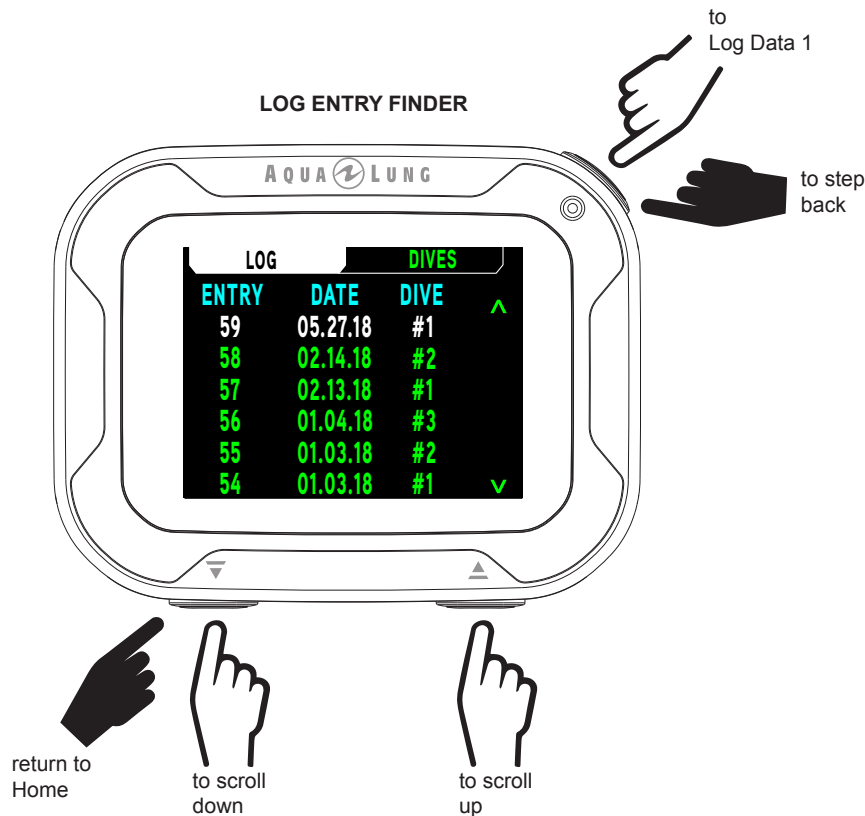 to
Log Data 1
LOG ENTRY FINDER
AQUA LUNG
to step
back
LOG DIVES
ENTRY DATE DIVE
59 05.27.18 #1
58 02.14.18 #2
57 02.13.18 #1
56 01.04.18 #3
55 01.03.18 #2
54 01.03.18 #1
return to
Home
to scroll
down
to scroll
up